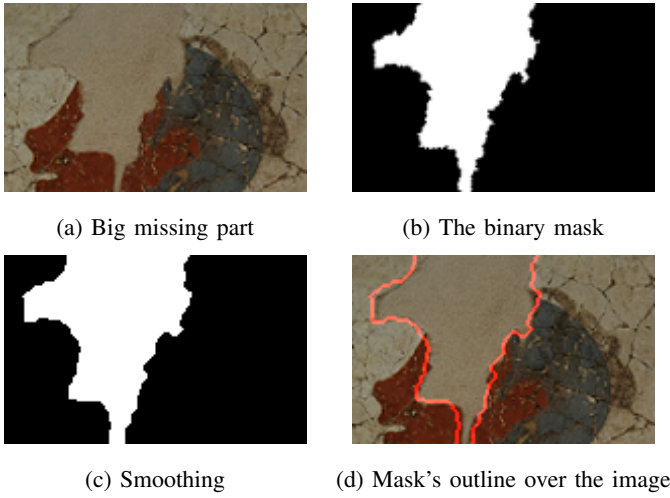 (a) Big missing part
(b) The binary mask
(c) Smoothing
(d) Mask's outline over the image